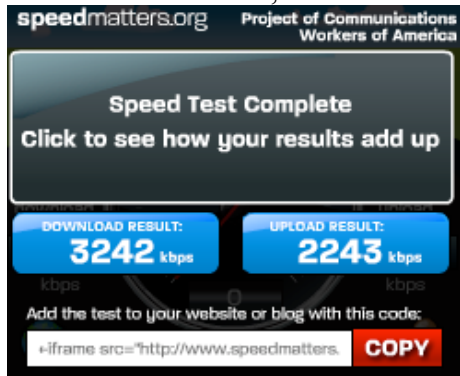 speedmatters.org
Project of Communications
Workers of America
Speed Test Complete
Click to see how your results add up
download
upload
DOWNLOAD RESULT:
3242 kbps
UPLOAD RESULT:
2243 kbps
kbps
0
kbps
Add the test to your website or blog with this code:
<iframe src="http://www.speedmatters.
COPY